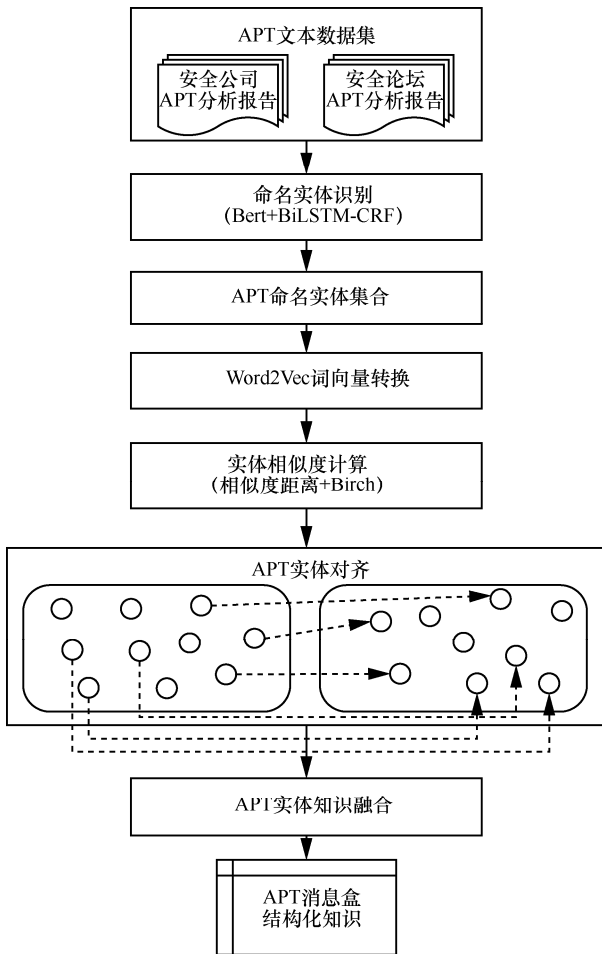 APT文本数据集
安全公司
APT分析报告
安全论坛
APT分析报告
命名实体识别
(Bert+BiLSTM-CRF)
APT命名实体集合
Word2Vec词向量转换
实体相似度计算
(相似度距离+Birch)
APT实体对齐
APT实体知识融合
APT消息盒
结构化知识